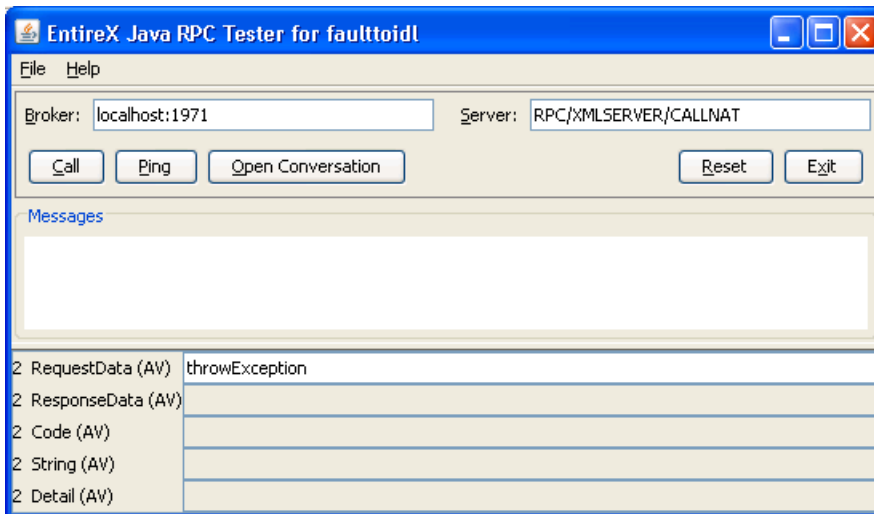 EntireX Java RPC Tester for faulttoidl
File Help
Broker: localhost:1971 Server: RPC/XMLSERVER/CALLNAT
Call Ping Open Conversation Reset Exit
Messages
2 RequestData (AV) throwException
2 ResponseData (AV)
2 Code (AV)
2 String (AV)
2 Detail (AV)